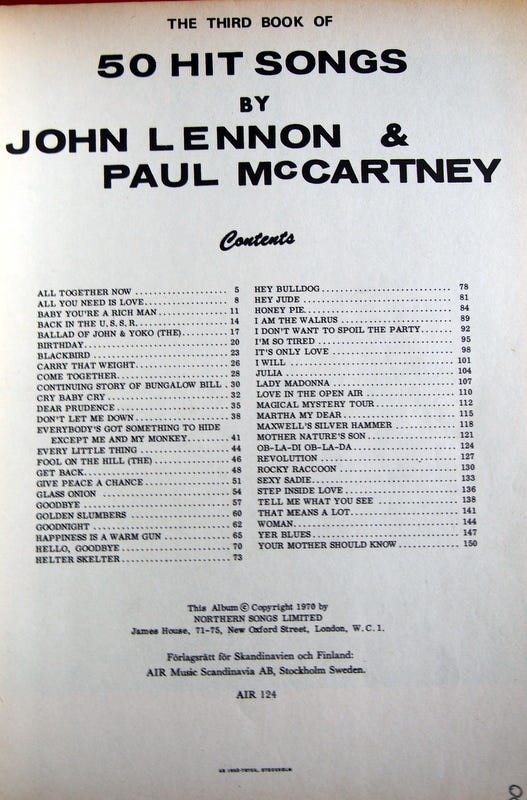 THE THIRD BOOK OF
50 HIT SONGS
BY
JOHN LENNON &
PAUL McCARTNEY
Contents
ALL TOGETHER NOW .................. 5
ALL YOU NEED IS LOVE................ 8
BABY YOU'RE A RICH MAN ............. 11
BACK IN THE U.S.S.R. ................ 14
BALLAD OF JOHN & YOKO (THE)......... 17
BIRTHDAY............................ 20
BLACKBIRD .......................... 23
CARRY THAT WEIGHT.................. 26
COME TOGETHER ..................... 28
CONTINUING STORY OF BUNGALOW BILL . 30
CRY BABY CRY ....................... 32
DEAR PRUDENCE ..................... 35
DON'T LET ME DOWN ................. 38
EVERYBODY'S GOT SOMETHING TO HIDE
EXCEPT ME AND MY MONKEY......... 41
EVERY LITTLE THING ................. 44
FOOL ON THE HILL (THE) .............. 46
GET BACK........................... 48
GIVE PEACE A CHANCE ............... 51
GLASS ONION ....................... 54
GOODBYE ........................... 57
GOLDEN SLUMBERS .................. 60
GOODNIGHT ......................... 62
HAPPINESS IS A WARM GUN ........... 65
HELLO, GOODBYE .................... 70
HELTER SKELTER .................... 73
HEY BULLDOG ....................... 78
HEY JUDE ........................... 81
HONEY PIE.......................... 84
I AM THE WALRUS .................... 89
I DON'T WANT TO SPOIL THE PARTY...... 92
I'M SO TIRED ........................ 95
IT'S ONLY LOVE ...................... 98
I WILL ............................. 101
JULIA .............................. 104
LADY MADONNA ...................... 107
LOVE IN THE OPEN AIR ............... 110
MAGICAL MYSTERY TOUR .............. 112
MARTHA MY DEAR .................... 115
MAXWELL'S SILVER HAMMER .......... 118
MOTHER NATURE'S SON ............... 121
OB-LA-DI OB-LA-DA .................. 124
REVOLUTION ........................ 127
ROCKY RACCOON ..................... 130
SEXY SADIE ......................... 133
STEP INSIDE LOVE.................... 136
TELL ME WHAT YOU SEE .............. 138
THAT MEANS A LOT .................. 141
WOMAN............................. 144
YER BLUES.......................... 147
YOUR MOTHER SHOULD KNOW .......... 150
This Album © Copyright 1970 by
NORTHERN SONGS LIMITED
James House, 71-75, New Oxford Street, London, W.C.1.
Förlagsrätt för Skandinavien och Finland:
AIR Music Scandinavia AB, Stockholm Sweden.
AIR 124